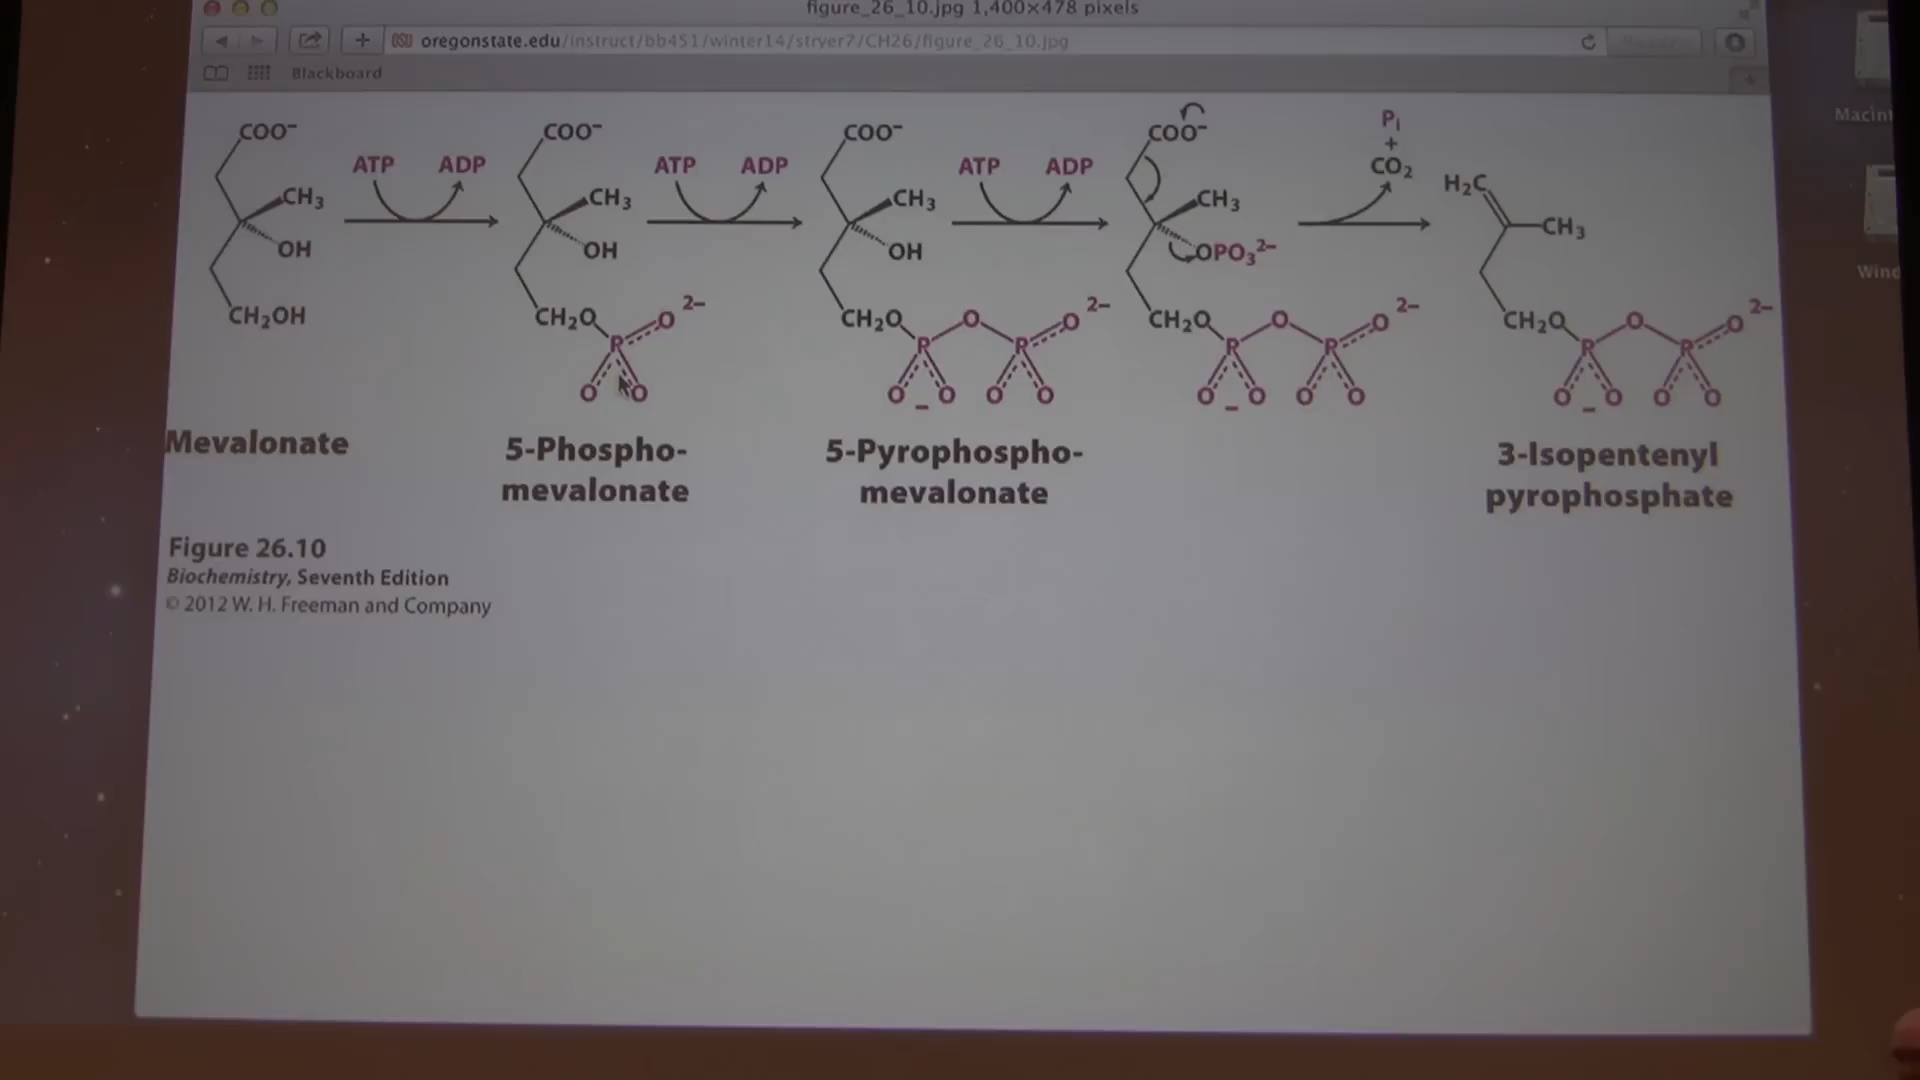 figure_26_10.jpg 1,400×478 pixels
oregonstate.edu/instruct/bb451/winter14/stryer7/CH26/figure_26_10.jpg
Blackboard
Macint
Wind
COO⁻
CH₃
OH
CH₂OH
Mevalonate
ATP ADP
COO⁻
CH₃
OH
CH₂O
P
O
2−
O O
5-Phospho-
mevalonate
ATP ADP
COO⁻
CH₃
OH
CH₂O
P O P O
2−
O O O O
−
5-Pyrophospho-
mevalonate
ATP ADP
COO⁻
CH₃
OPO₃²⁻
CH₂O
P O P O
2−
O O O O
−
Pᵢ
+
CO₂
H₂C
CH₃
CH₂O
P O P O
2−
O O O O
−
3-Isopentenyl
pyrophosphate
Figure 26.10
Biochemistry, Seventh Edition
© 2012 W. H. Freeman and Company